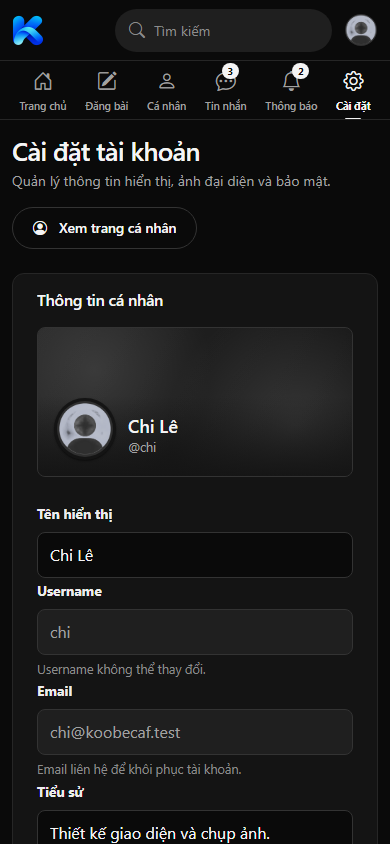 Tìm kiếm
3
2
Trang chủ
Đăng bài
Cá nhân
Tin nhắn
Thông báo
Cài đặt
Cài đặt tài khoản
Quản lý thông tin hiển thị, ảnh đại diện và bảo mật.
Xem trang cá nhân
Thông tin cá nhân
Chi Lê
@chi
Tên hiển thị
Chi Lê
Username
chi
Username không thể thay đổi.
Email
chi@koobecaf.test
Email liên hệ để khôi phục tài khoản.
Tiểu sử
Thiết kế giao diện và chụp ảnh.